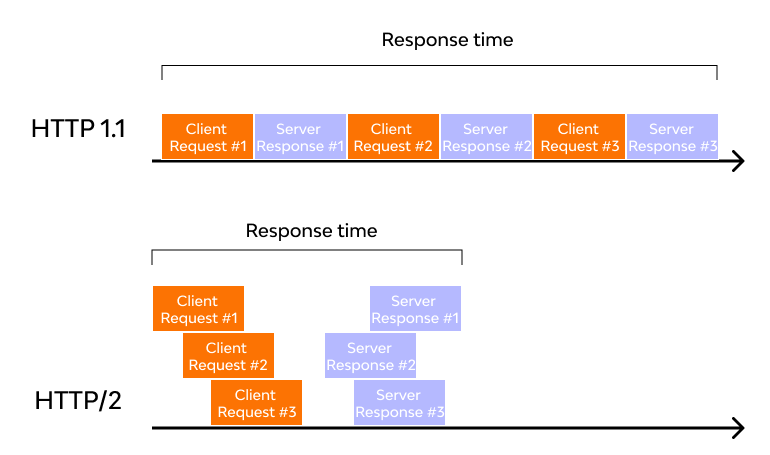 Response time
HTTP 1.1
Client
Request #1
Server
Response #1
Client
Request #2
Server
Response #2
Client
Request #3
Server
Response #3
Response time
Client
Request #1
Server
Response #1
Client
Request #2
Server
Response #2
HTTP/2
Client
Request #3
Server
Response #3